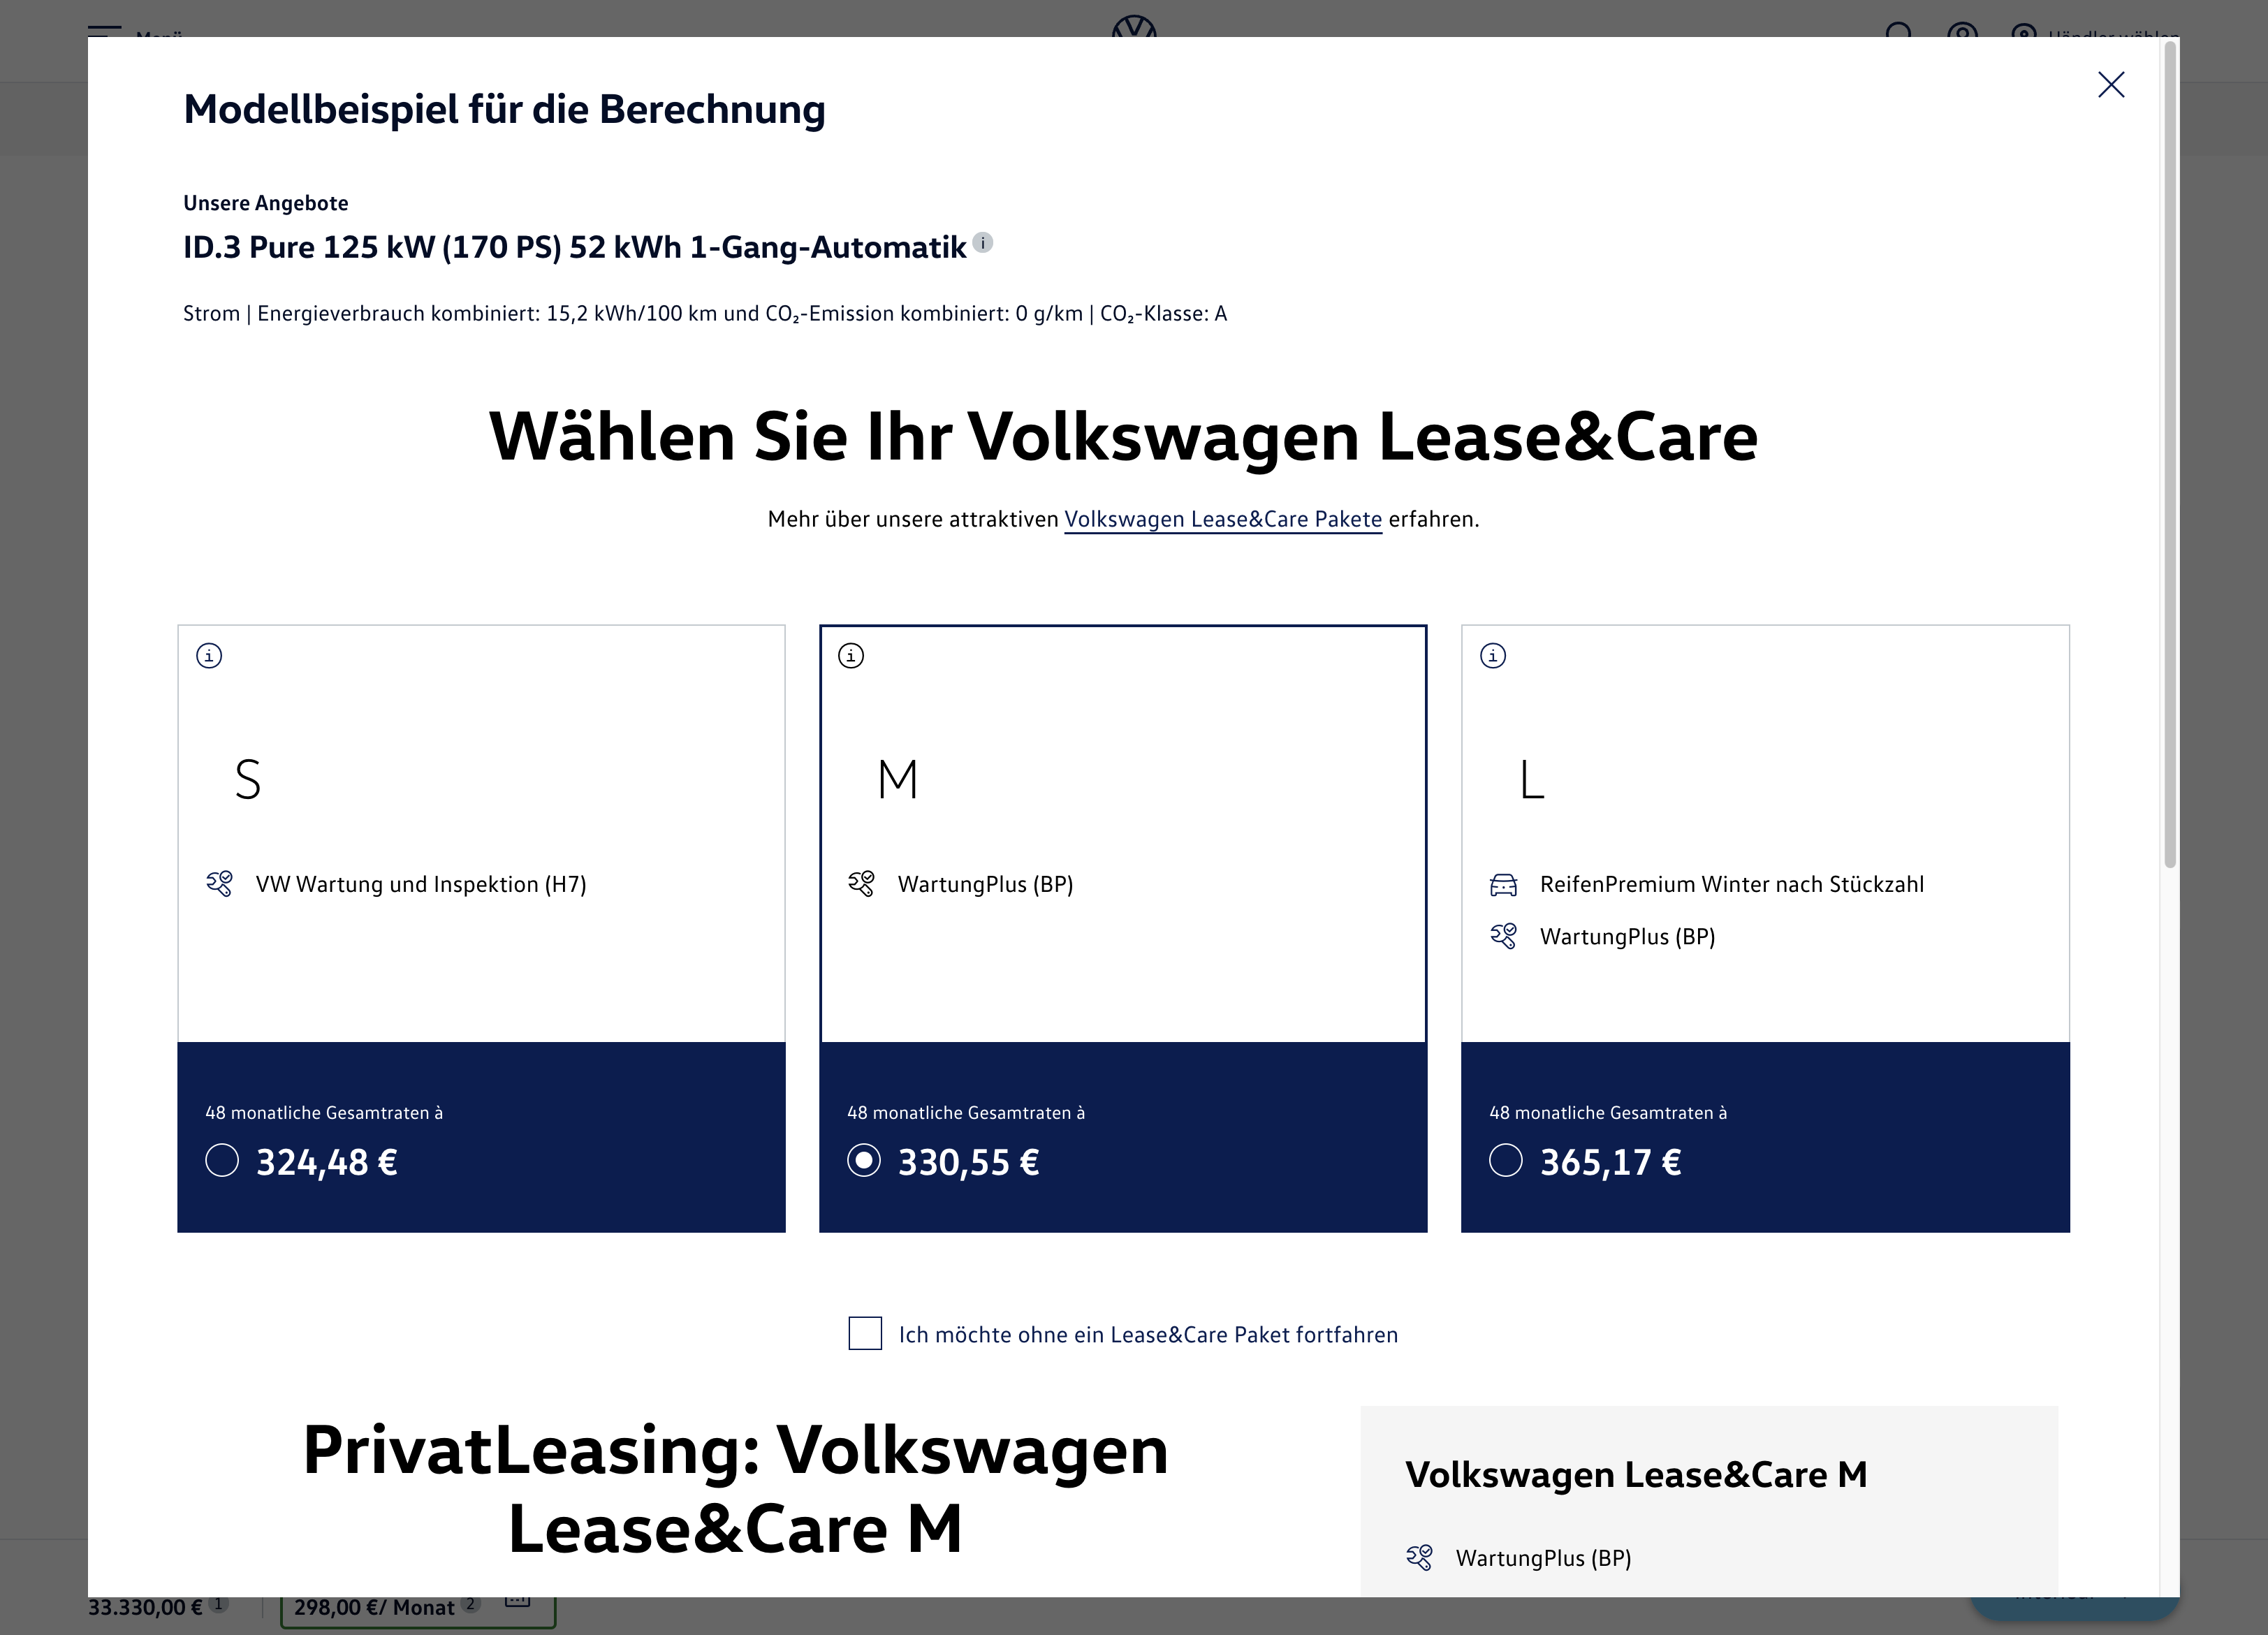 Menü
Händler wählen
Modellbeispiel für die Berechnung
Unsere Angebote
ID.3 Pure 125 kW (170 PS) 52 kWh 1-Gang-Automatik i
Strom | Energieverbrauch kombiniert: 15,2 kWh/100 km und CO₂-Emission kombiniert: 0 g/km | CO₂-Klasse: A
Wählen Sie Ihr Volkswagen Lease&Care
Mehr über unsere attraktiven Volkswagen Lease&Care Pakete erfahren.
S
VW Wartung und Inspektion (H7)
48 monatliche Gesamtraten à
324,48 €
M
WartungPlus (BP)
48 monatliche Gesamtraten à
330,55 €
L
ReifenPremium Winter nach Stückzahl
WartungPlus (BP)
48 monatliche Gesamtraten à
365,17 €
Ich möchte ohne ein Lease&Care Paket fortfahren
PrivatLeasing: Volkswagen
Lease&Care M
Volkswagen Lease&Care M
WartungPlus (BP)
33.330,00 € 1
298,00 €/ Monat 2